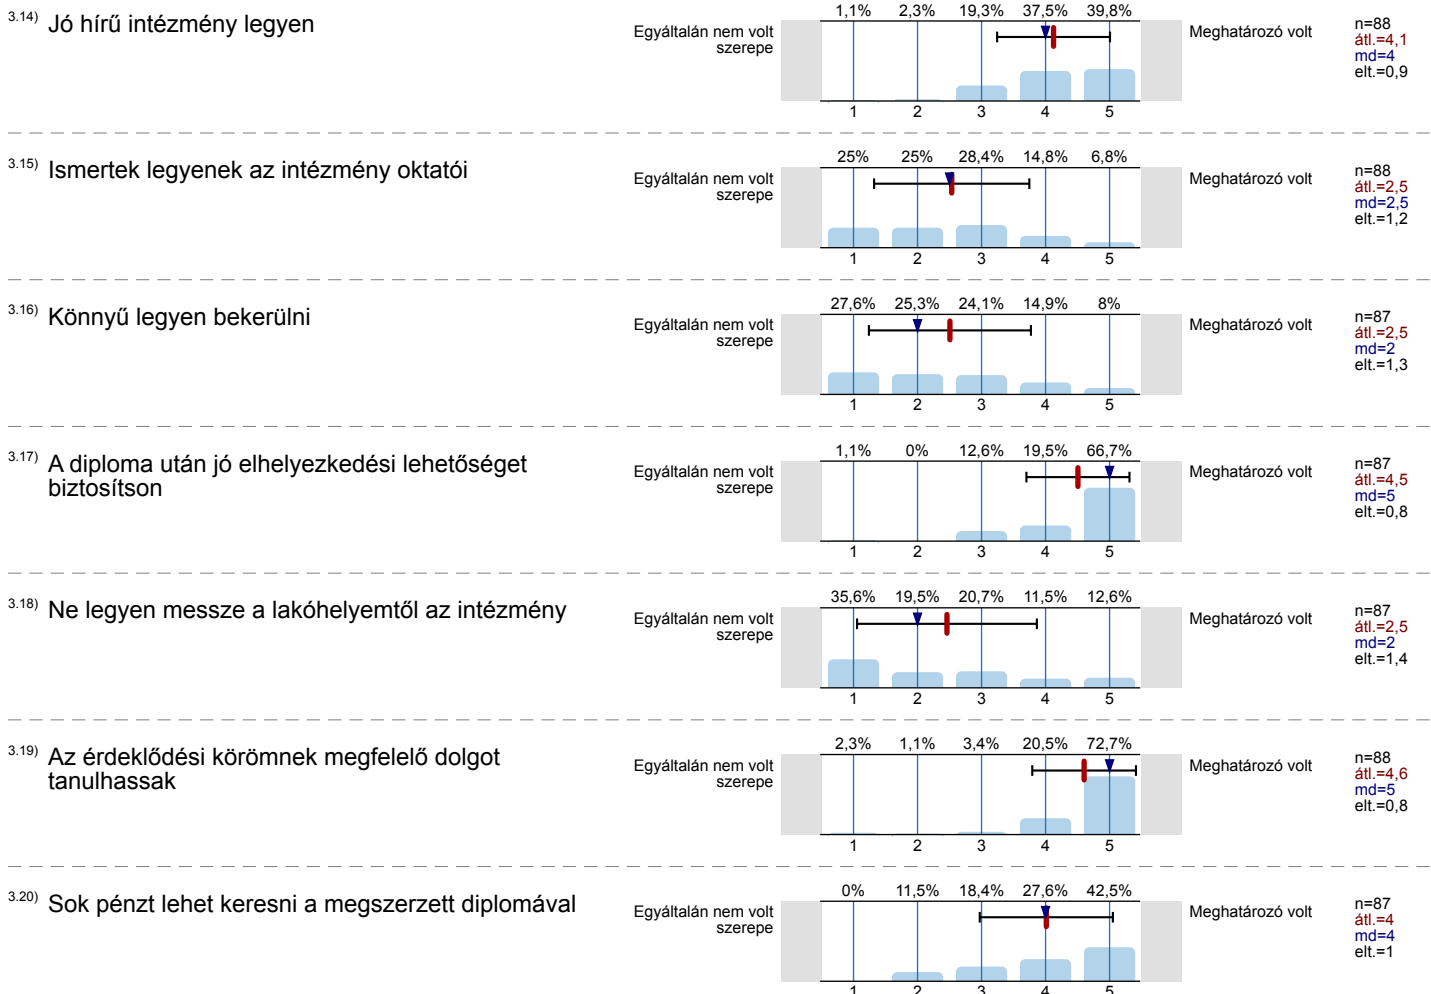 3.14) Jó hírű intézmény legyen
Egyáltalán nem volt
szerepe
1,1% 2,3% 19,3% 37,5% 39,8%
1 2 3 4 5
Meghatározó volt
n=88
átl.=4,1
md=4
elt.=0,9
3.15) Ismertek legyenek az intézmény oktatói
Egyáltalán nem volt
szerepe
25% 25% 28,4% 14,8% 6,8%
1 2 3 4 5
Meghatározó volt
n=88
átl.=2,5
md=2,5
elt.=1,2
3.16) Könnyű legyen bekerülni
Egyáltalán nem volt
szerepe
27,6% 25,3% 24,1% 14,9% 8%
1 2 3 4 5
Meghatározó volt
n=87
átl.=2,5
md=2
elt.=1,3
3.17) A diploma után jó elhelyezkedési lehetőséget
biztosítson
Egyáltalán nem volt
szerepe
1,1% 0% 12,6% 19,5% 66,7%
1 2 3 4 5
Meghatározó volt
n=87
átl.=4,5
md=5
elt.=0,8
3.18) Ne legyen messze a lakóhelyemtől az intézmény
Egyáltalán nem volt
szerepe
35,6% 19,5% 20,7% 11,5% 12,6%
1 2 3 4 5
Meghatározó volt
n=87
átl.=2,5
md=2
elt.=1,4
3.19) Az érdeklődési körömnek megfelelő dolgot
tanulhassak
Egyáltalán nem volt
szerepe
2,3% 1,1% 3,4% 20,5% 72,7%
1 2 3 4 5
Meghatározó volt
n=88
átl.=4,6
md=5
elt.=0,8
3.20) Sok pénzt lehet keresni a megszerzett diplomával
Egyáltalán nem volt
szerepe
0% 11,5% 18,4% 27,6% 42,5%
1 2 3 4 5
Meghatározó volt
n=87
átl.=4
md=4
elt.=1